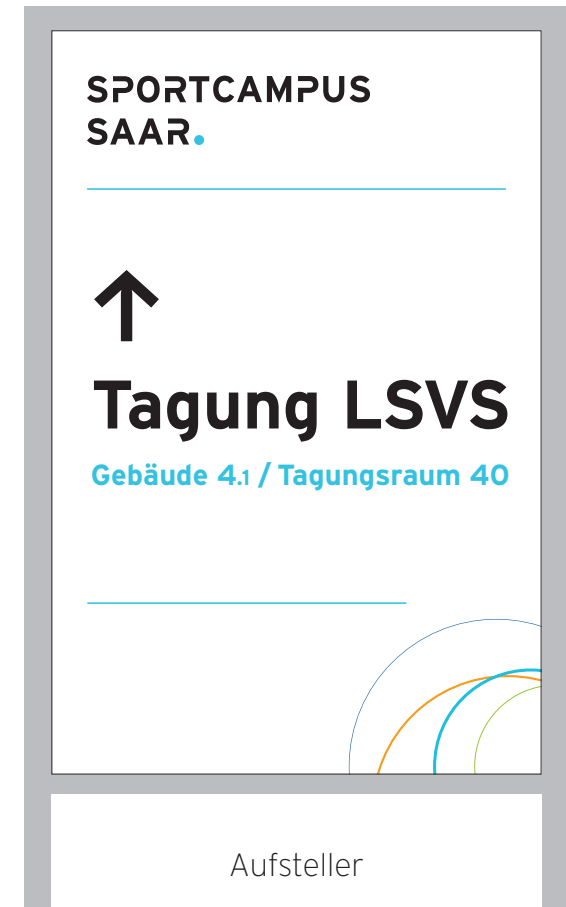 SPORTCAMPUS
SAAR.
↑
Tagung LSVS
Gebäude 4.1 / Tagungsraum 40
Aufsteller